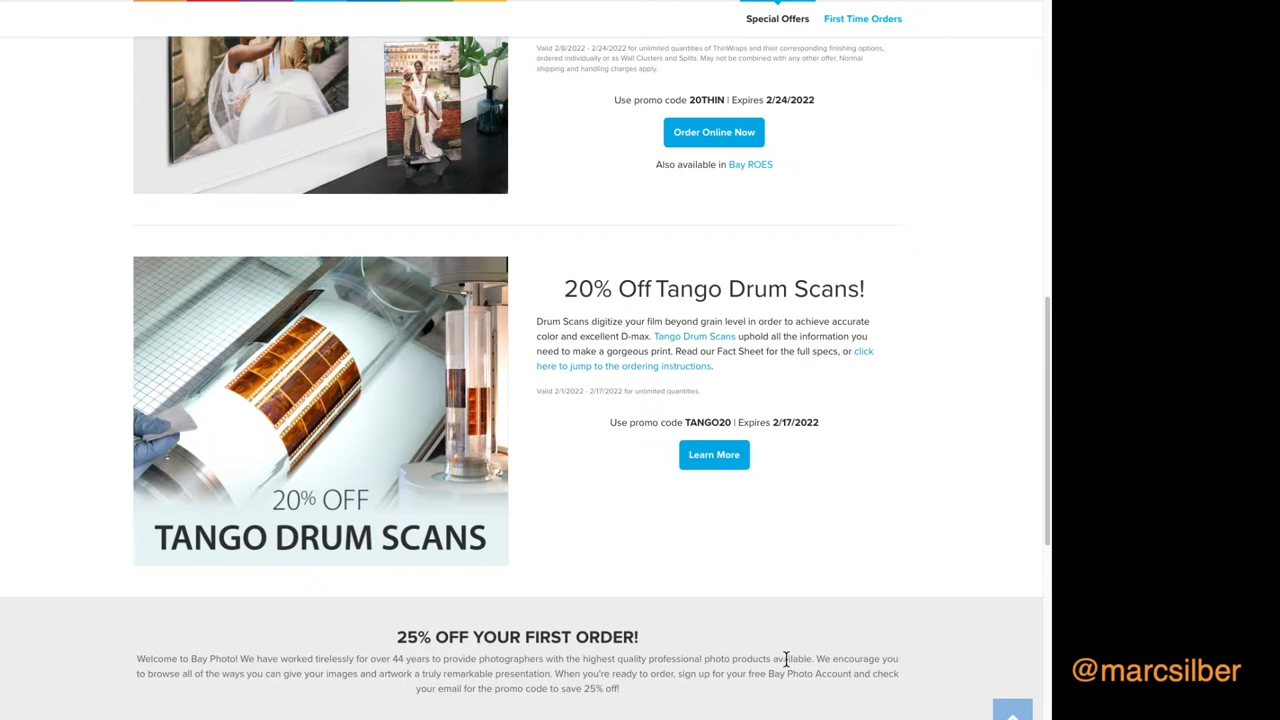 Special Offers
First Time Orders
Valid 2/8/2022 - 2/24/2022 for unlimited quantities of ThinWraps and their corresponding finishing options,
ordered individually or as Wall Clusters and Splits. May not be combined with any other offer. Normal
shipping and handling charges apply.
Use promo code 20THIN | Expires 2/24/2022
Order Online Now
Also available in Bay ROES
20% Off Tango Drum Scans!
Drum Scans digitize your film beyond grain level in order to achieve accurate
color and excellent D-max. Tango Drum Scans uphold all the information you
need to make a gorgeous print. Read our Fact Sheet for the full specs, or click
here to jump to the ordering instructions.
Valid 2/1/2022 - 2/17/2022 for unlimited quantities.
Use promo code TANGO20 | Expires 2/17/2022
Learn More
20% OFF
TANGO DRUM SCANS
25% OFF YOUR FIRST ORDER!
Welcome to Bay Photo! We have worked tirelessly for over 44 years to provide photographers with the highest quality professional photo products available. We encourage you
to browse all of the ways you can give your images and artwork a truly remarkable presentation. When you're ready to order, sign up for your free Bay Photo Account and check
your email for the promo code to save 25% off!
@marcsilber